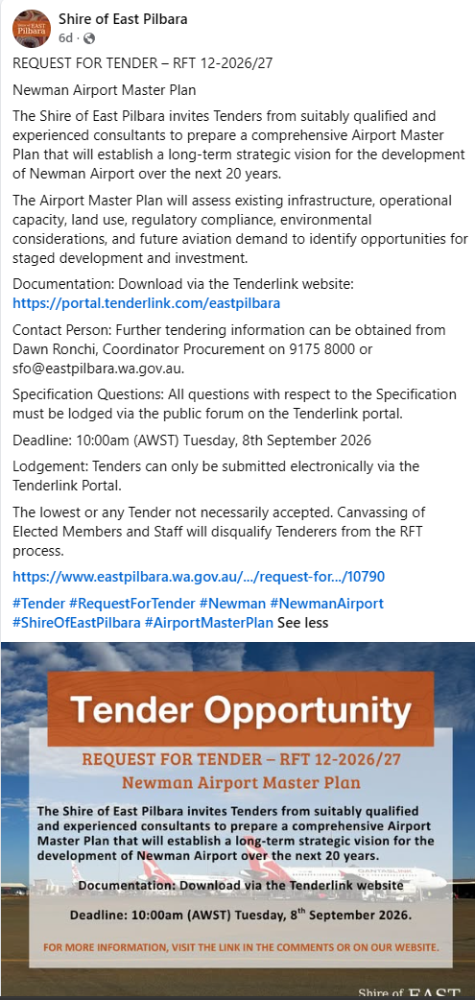 Shire of East Pilbara
6d ·
REQUEST FOR TENDER – RFT 12-2026/27
Newman Airport Master Plan
The Shire of East Pilbara invites Tenders from suitably qualified and
experienced consultants to prepare a comprehensive Airport Master
Plan that will establish a long-term strategic vision for the development
of Newman Airport over the next 20 years.
The Airport Master Plan will assess existing infrastructure, operational
capacity, land use, regulatory compliance, environmental
considerations, and future aviation demand to identify opportunities for
staged development and investment.
Documentation: Download via the Tenderlink website:
https://portal.tenderlink.com/eastpilbara
Contact Person: Further tendering information can be obtained from
Dawn Ronchi, Coordinator Procurement on 9175 8000 or
sfo@eastpilbara.wa.gov.au.
Specification Questions: All questions with respect to the Specification
must be lodged via the public forum on the Tenderlink portal.
Deadline: 10:00am (AWST) Tuesday, 8th September 2026
Lodgement: Tenders can only be submitted electronically via the
Tenderlink Portal.
The lowest or any Tender not necessarily accepted. Canvassing of
Elected Members and Staff will disqualify Tenderers from the RFT
process.
https://www.eastpilbara.wa.gov.au/.../request-for.../10790
#Tender #RequestForTender #Newman #NewmanAirport
#ShireOfEastPilbara #AirportMasterPlan See less
Tender Opportunity
REQUEST FOR TENDER – RFT 12-2026/27
Newman Airport Master Plan
The Shire of East Pilbara invites Tenders from suitably qualified
and experienced consultants to prepare a comprehensive Airport
Master Plan that will establish a long-term strategic vision for the
development of Newman Airport over the next 20 years.
QANTASLINK
Documentation: Download via the Tenderlink website
Deadline: 10:00am (AWST) Tuesday, 8th September 2026.
FOR MORE INFORMATION, VISIT THE LINK IN THE COMMENTS OR ON OUR WEBSITE.
Shire of EAST